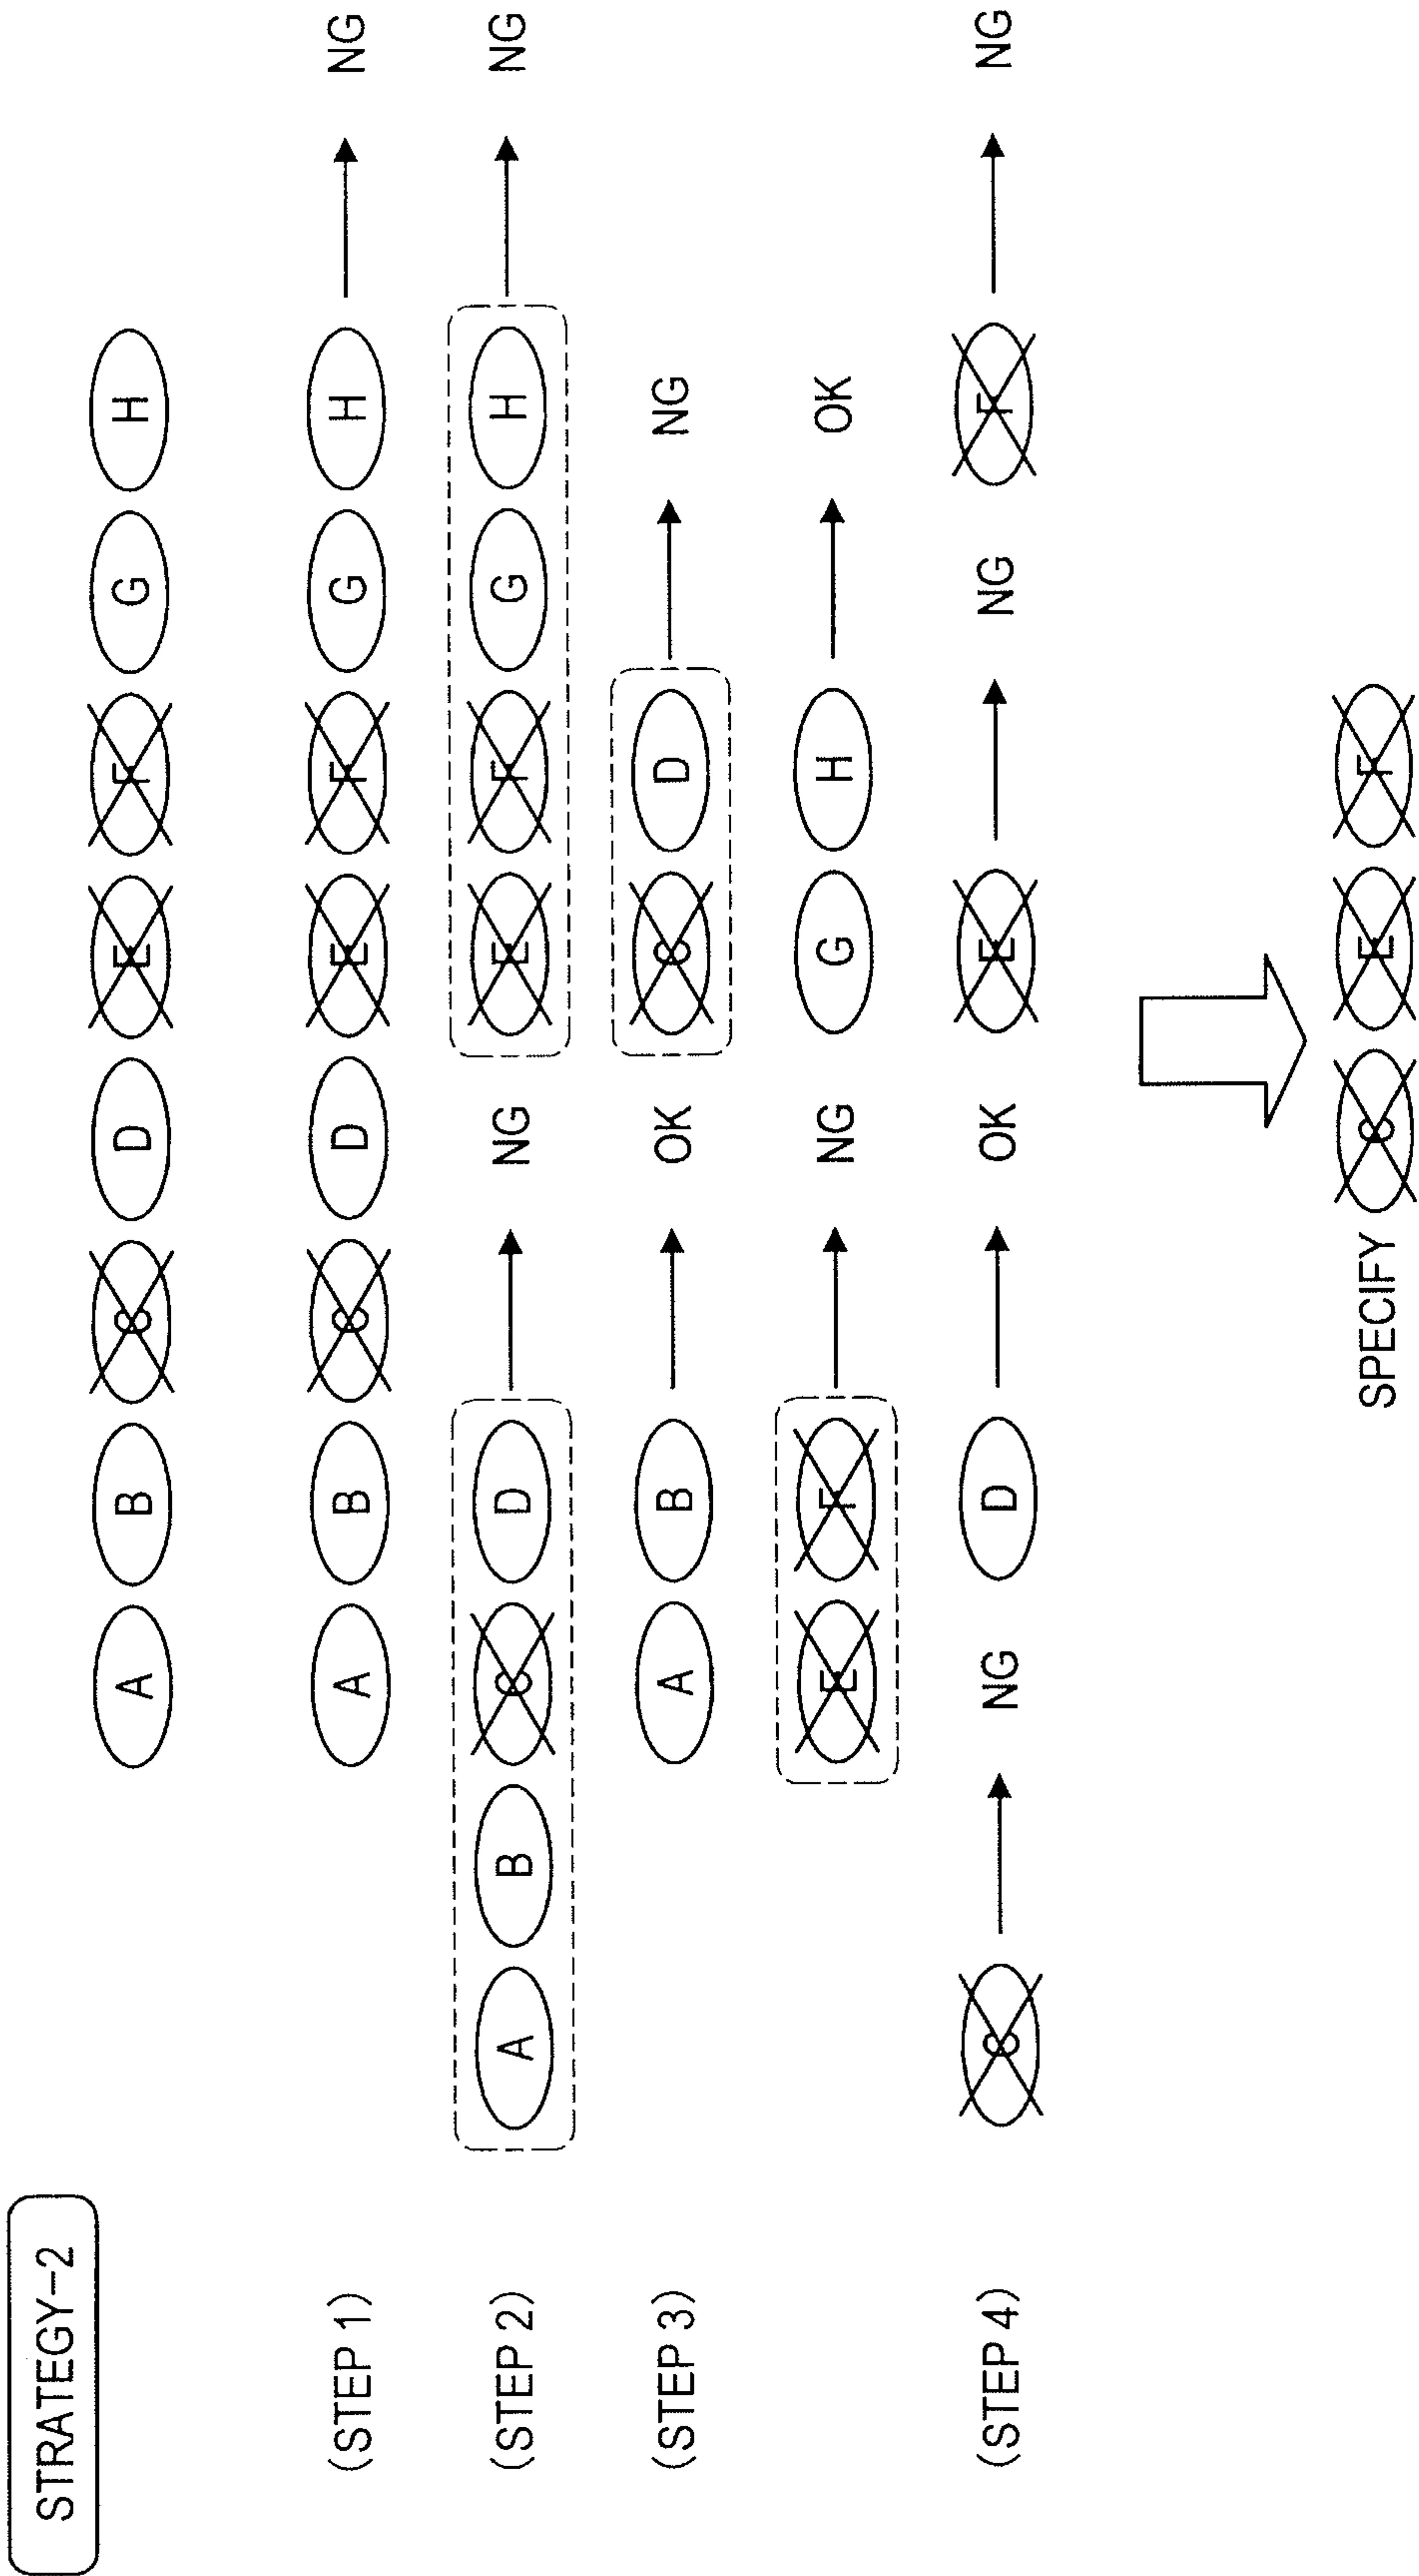 STRATEGY-2
A B C D E F G H
(STEP 1) A B C D E F G H NG
(STEP 2) A B C D NG E F G H NG
(STEP 3) A B OK C D NG
E F NG G H OK
(STEP 4) C NG D OK E NG F NG
SPECIFY C E F